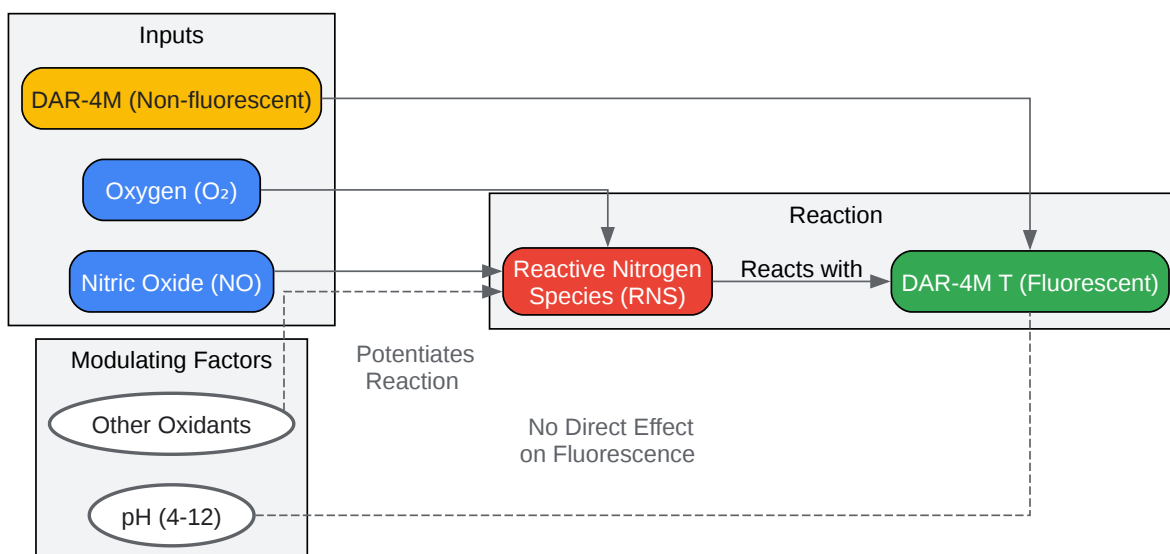 Inputs
DAR-4M (Non-fluorescent)
Oxygen (O₂)
Nitric Oxide (NO)
Reaction
Reactive Nitrogen
Species (RNS)
Reacts with
DAR-4M T (Fluorescent)
Modulating Factors
Other Oxidants
pH (4-12)
Potentiates
Reaction
No Direct Effect
on Fluorescence